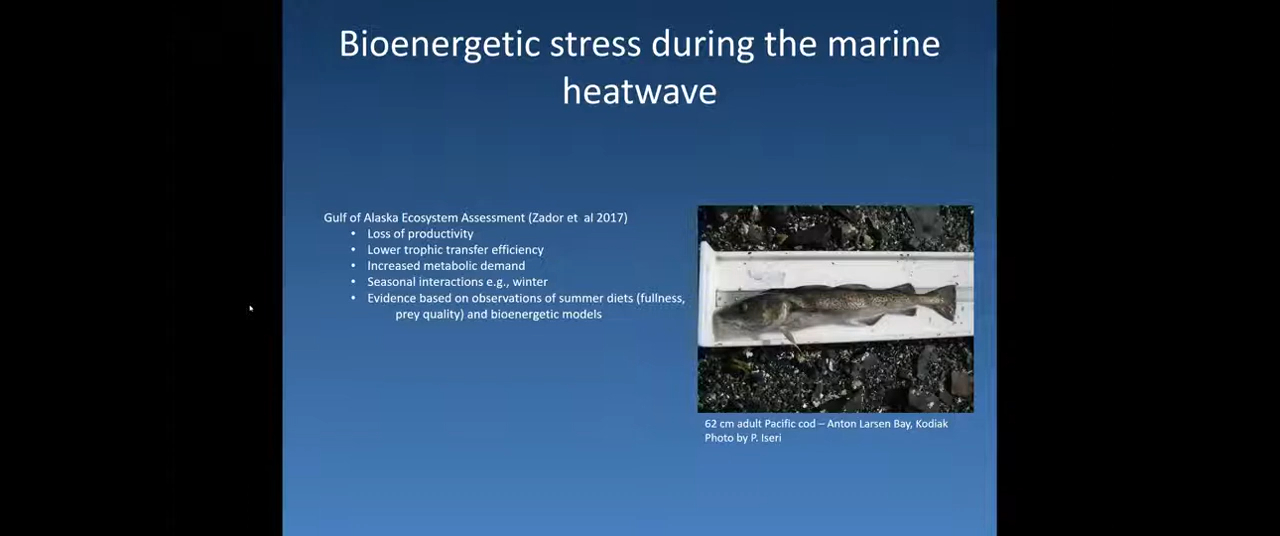 Bioenergetic stress during the marine
heatwave
Gulf of Alaska Ecosystem Assessment (Zador et al 2017)
• Loss of productivity
• Lower trophic transfer efficiency
• Increased metabolic demand
• Seasonal interactions e.g., winter
• Evidence based on observations of summer diets (fullness,
prey quality) and bioenergetic models
62 cm adult Pacific cod – Anton Larsen Bay, Kodiak
Photo by P. Iseri